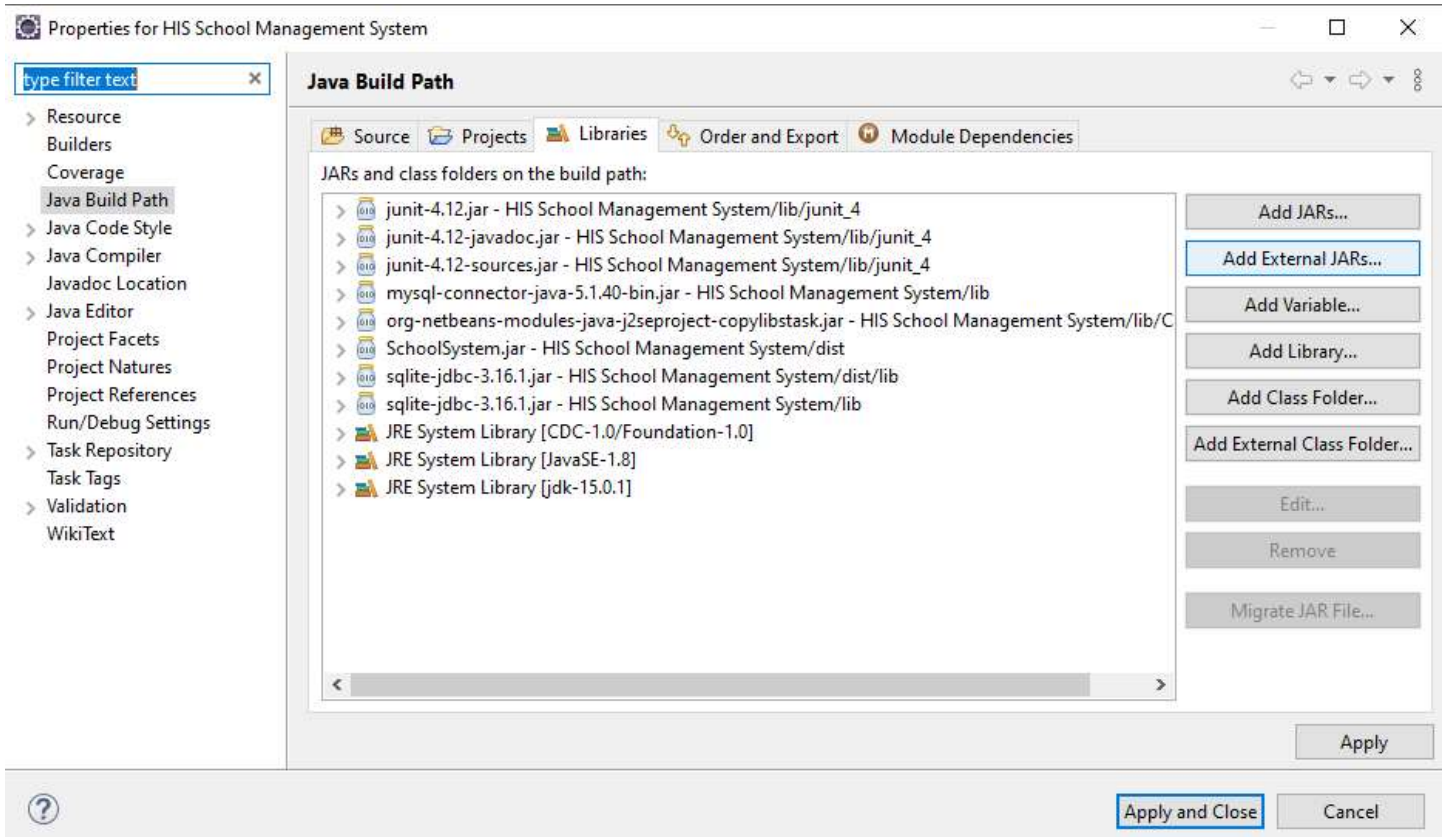 Properties for HIS School Management System
type filter text
Resource
Builders
Coverage
Java Build Path
Java Code Style
Java Compiler
Javadoc Location
Java Editor
Project Facets
Project Natures
Project References
Run/Debug Settings
Task Repository
Task Tags
Validation
WikiText
Java Build Path
Source Projects Libraries Order and Export Module Dependencies
JARs and class folders on the build path:
junit-4.12.jar - HIS School Management System/lib/junit_4
junit-4.12-javadoc.jar - HIS School Management System/lib/junit_4
junit-4.12-sources.jar - HIS School Management System/lib/junit_4
mysql-connector-java-5.1.40-bin.jar - HIS School Management System/lib
org-netbeans-modules-java-j2seproject-copylibstask.jar - HIS School Management System/lib/C
SchoolSystem.jar - HIS School Management System/dist
sqlite-jdbc-3.16.1.jar - HIS School Management System/dist/lib
sqlite-jdbc-3.16.1.jar - HIS School Management System/lib
JRE System Library [CDC-1.0/Foundation-1.0]
JRE System Library [JavaSE-1.8]
JRE System Library [jdk-15.0.1]
Add JARs...
Add External JARs...
Add Variable...
Add Library...
Add Class Folder...
Add External Class Folder...
Edit...
Remove
Migrate JAR File...
Apply
Apply and Close Cancel